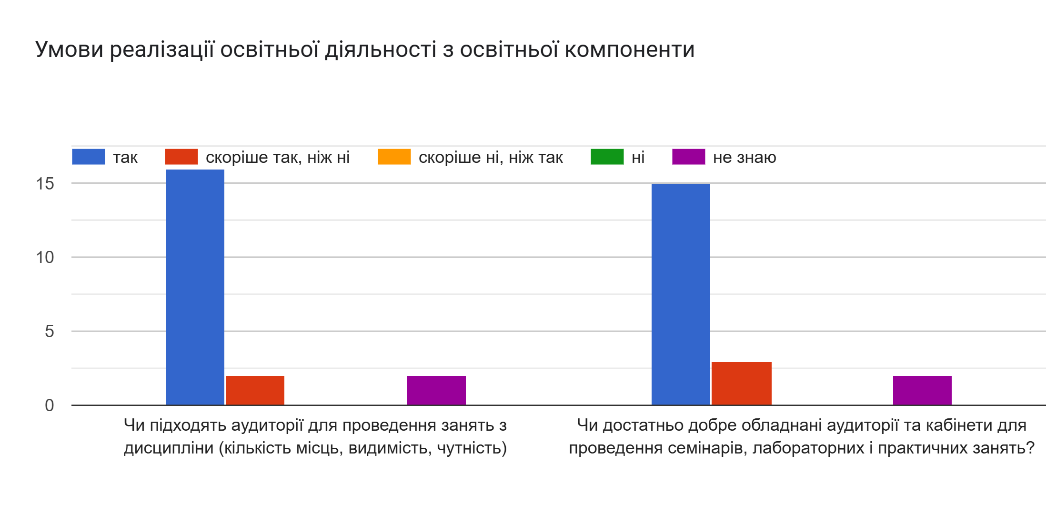 Умови реалізації освітньої діяльності з освітньої компоненти
так
скоріше так, ніж ні
скоріше ні, ніж так
ні
не знаю
15
10
5
0
Чи підходять аудиторії для проведення занять з
дисципліни (кількість місць, видимість, чутність)
Чи достатньо добре обладнані аудиторії та кабінети для
проведення семінарів, лабораторних і практичних занять?